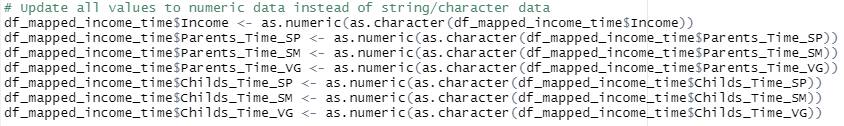 # Update all values to numeric data instead of string/character data
df_mapped_income_time$Income <- as.numeric(as.character(df_mapped_income_time$Income))
df_mapped_income_time$Parents_Time_SP <- as.numeric(as.character(df_mapped_income_time$Parents_Time_SP))
df_mapped_income_time$Parents_Time_SM <- as.numeric(as.character(df_mapped_income_time$Parents_Time_SM))
df_mapped_income_time$Parents_Time_VG <- as.numeric(as.character(df_mapped_income_time$Parents_Time_VG))
df_mapped_income_time$Childs_Time_SP <- as.numeric(as.character(df_mapped_income_time$Childs_Time_SP))
df_mapped_income_time$Childs_Time_SM <- as.numeric(as.character(df_mapped_income_time$Childs_Time_SM))
df_mapped_income_time$Childs_Time_VG <- as.numeric(as.character(df_mapped_income_time$Childs_Time_VG))